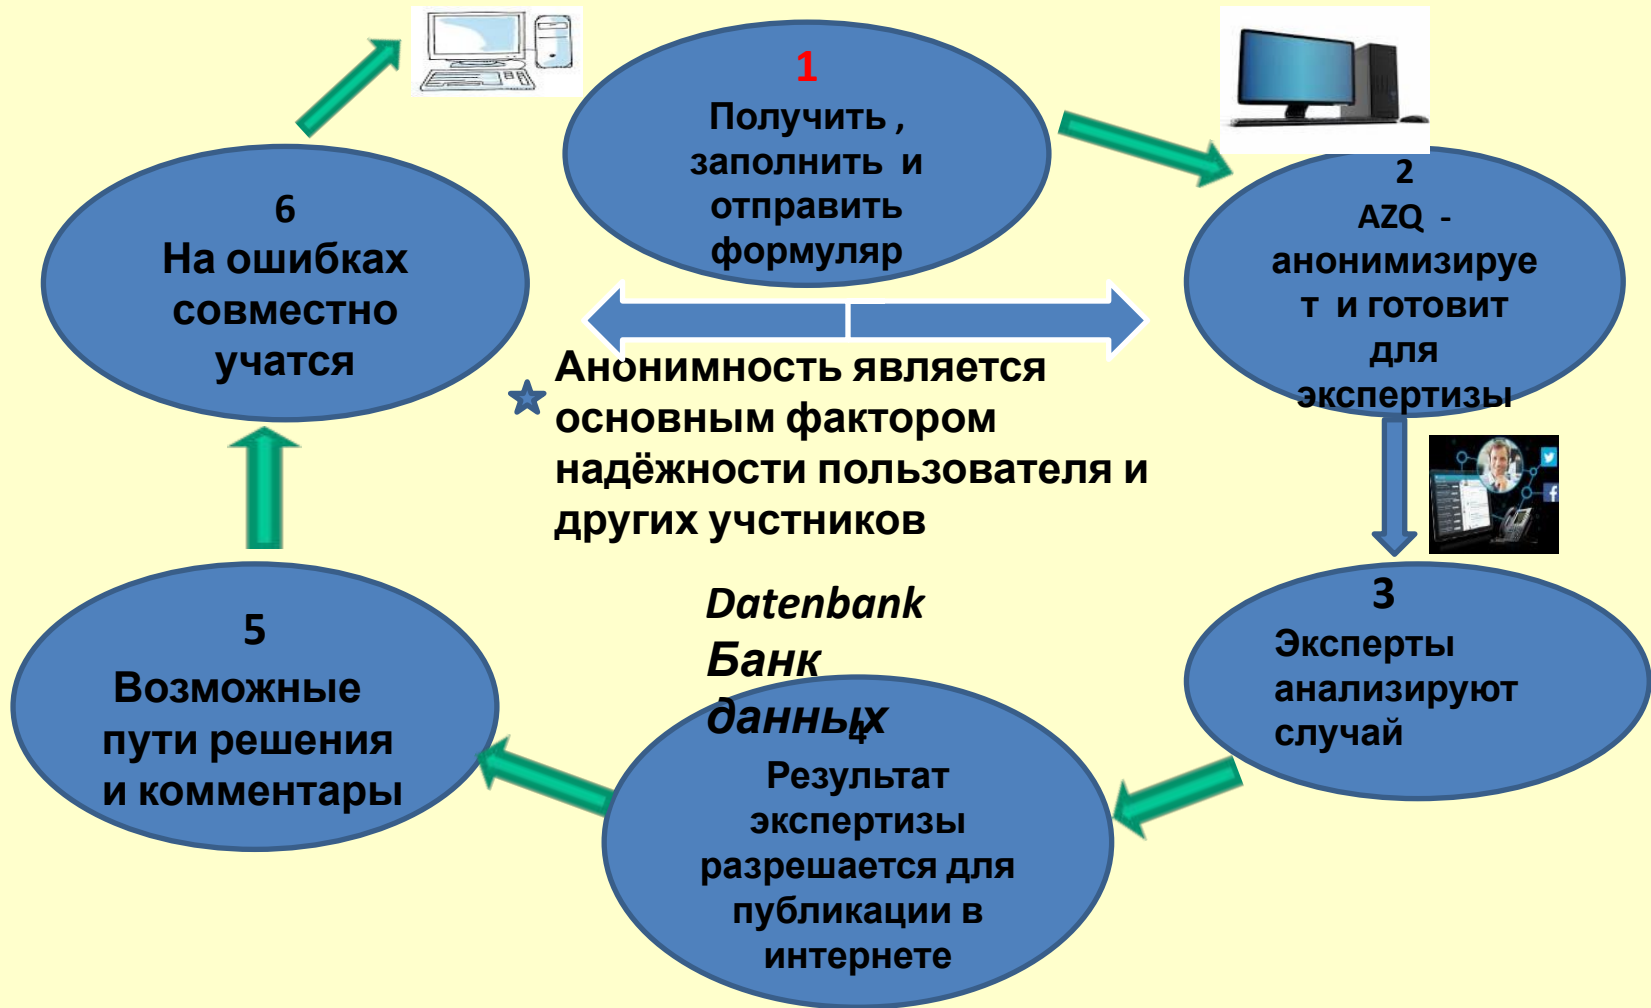 1
Получить ,
заполнить и
отправить
формуляр
2
AZQ -
анонимизируе
т и готовит
для
экспертизы
3
Эксперты
анализируют
случай
4
Результат
экспертизы
разрешается для
публикации в
интернете
5
Возможные
пути решения
и комментары
6
На ошибках
совместно
учатся
Анонимность является
основным фактором
надёжности пользователя и
других учстников
Datenbank
Банк
данных